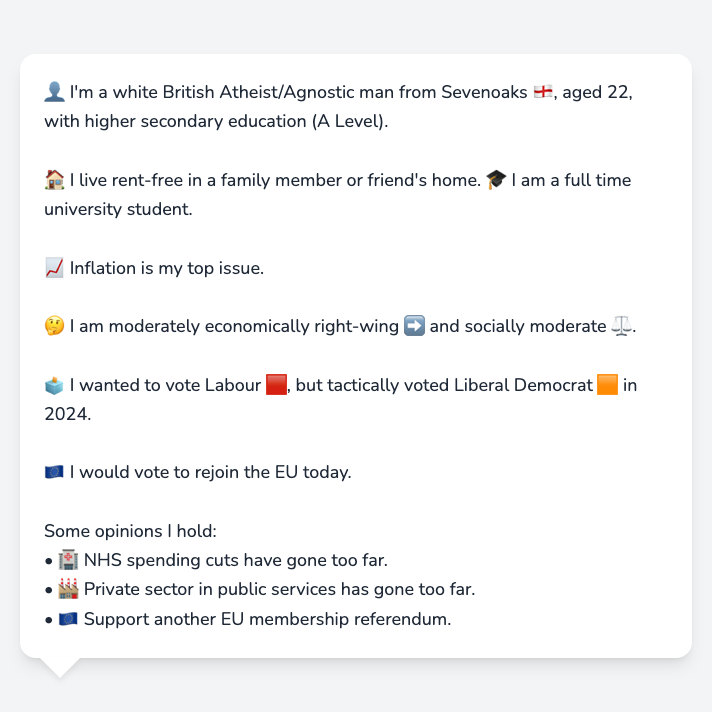 👤 I'm a white British Atheist/Agnostic man from Sevenoaks 🏴󠁧󠁢󠁥󠁮󠁧󠁿, aged 22,
with higher secondary education (A Level).
🏠 I live rent-free in a family member or friend's home. 🎓 I am a full time
university student.
📈 Inflation is my top issue.
🤔 I am moderately economically right-wing ➡️ and socially moderate ⚖️.
🗳️ I wanted to vote Labour 🟥, but tactically voted Liberal Democrat 🟧 in
2024.
🇪🇺 I would vote to rejoin the EU today.
Some opinions I hold:
• 🏥 NHS spending cuts have gone too far.
• 🏭 Private sector in public services has gone too far.
• 🇪🇺 Support another EU membership referendum.